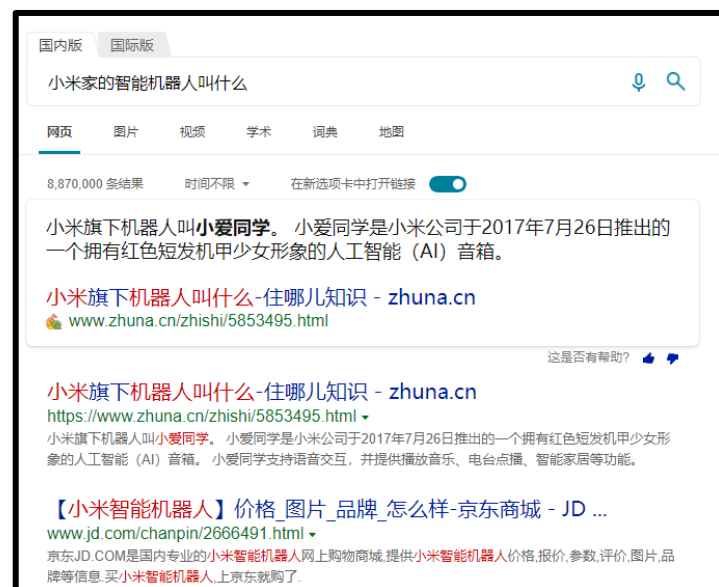 国内版 国际版
小米家的智能机器人叫什么
网页 图片 视频 学术 词典 地图
8,870,000 条结果 时间不限 在新选项卡中打开链接
小米旗下机器人叫小爱同学。 小爱同学是小米公司于2017年7月26日推出的
一个拥有红色短发机甲少女形象的人工智能（AI）音箱。
小米旗下机器人叫什么-住哪儿知识 - zhuna.cn
www.zhuna.cn/zhishi/5853495.html
这是否有帮助?
小米旗下机器人叫什么-住哪儿知识 - zhuna.cn
https://www.zhuna.cn/zhishi/5853495.html
小米旗下机器人叫小爱同学。 小爱同学是小米公司于2017年7月26日推出的一个拥有红色短发机甲少女形
象的人工智能（AI）音箱。 小爱同学支持语音交互，并提供播放音乐、电台点播、智能家居等功能。
【小米智能机器人】价格_图片_品牌_怎么样-京东商城 - JD ...
www.jd.com/chanpin/2666491.html
京东JD.COM是国内专业的小米智能机器人网上购物商城,提供小米智能机器人价格,报价,参数,评价,图片,品
牌等信息.买小米智能机器人,上京东就购了.